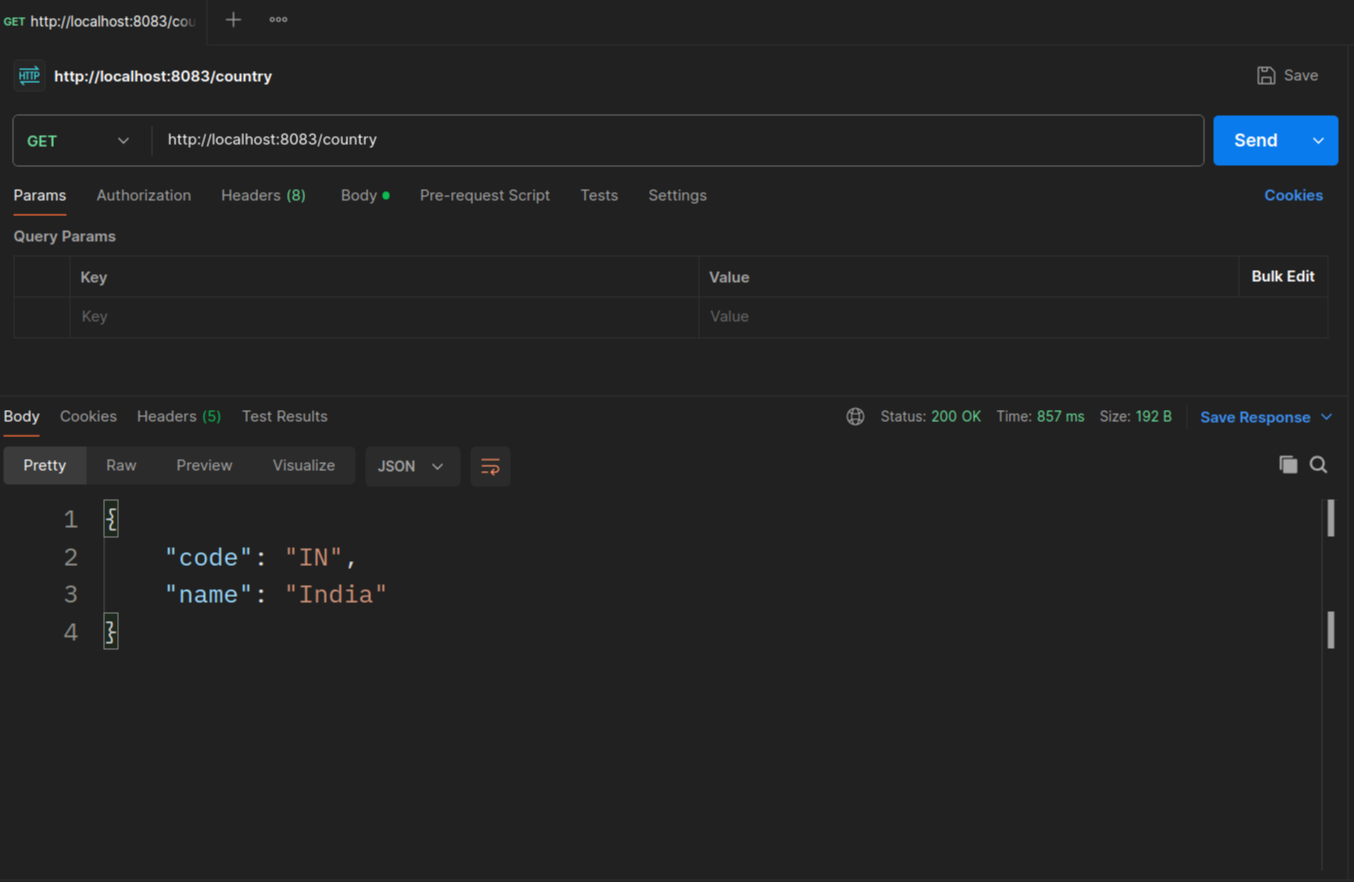 GET http://localhost:8083/cou
HTTP http://localhost:8083/country Save
GET http://localhost:8083/country Send
Params Authorization Headers (8) Body Pre-request Script Tests Settings Cookies
Query Params
Key Value Bulk Edit
Key Value
Body Cookies Headers (5) Test Results Status: 200 OK Time: 857 ms Size: 192 B Save Response
Pretty Raw Preview Visualize JSON
1 {
2 "code": "IN",
3 "name": "India"
4 }